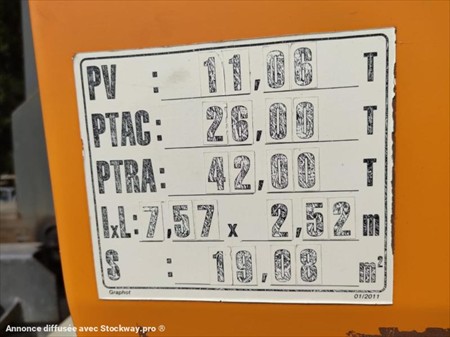 PV : 11,06 T
PTAC: 26,00 T
PTRA: 42,00 T
lxL: 7,57 x 2,52 m
S : 19,08 m²
Graphof 01/2011
Annonce diffusée avec Stockway.pro ®